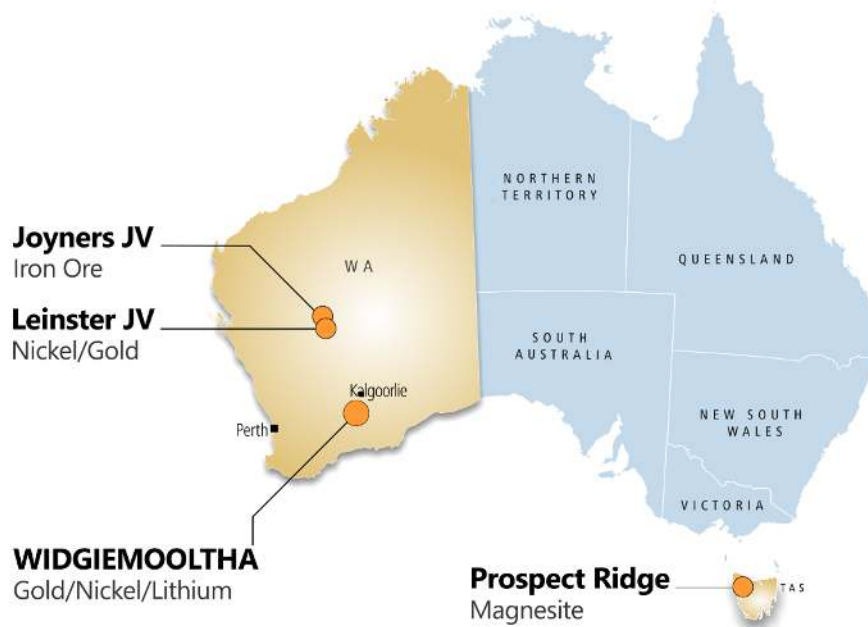 NORTHERN
TERRITORY
Joyners JV
Iron Ore
WA
QUEENSLAND
Leinster JV
Nickel/Gold
SOUTH
AUSTRALIA
Kalgoorlie
Perth
NEW SOUTH
WALES
VICTORIA
WIDGIEMOOLTHA
Gold/Nickel/Lithium
Prospect Ridge
Magnesite
TAS